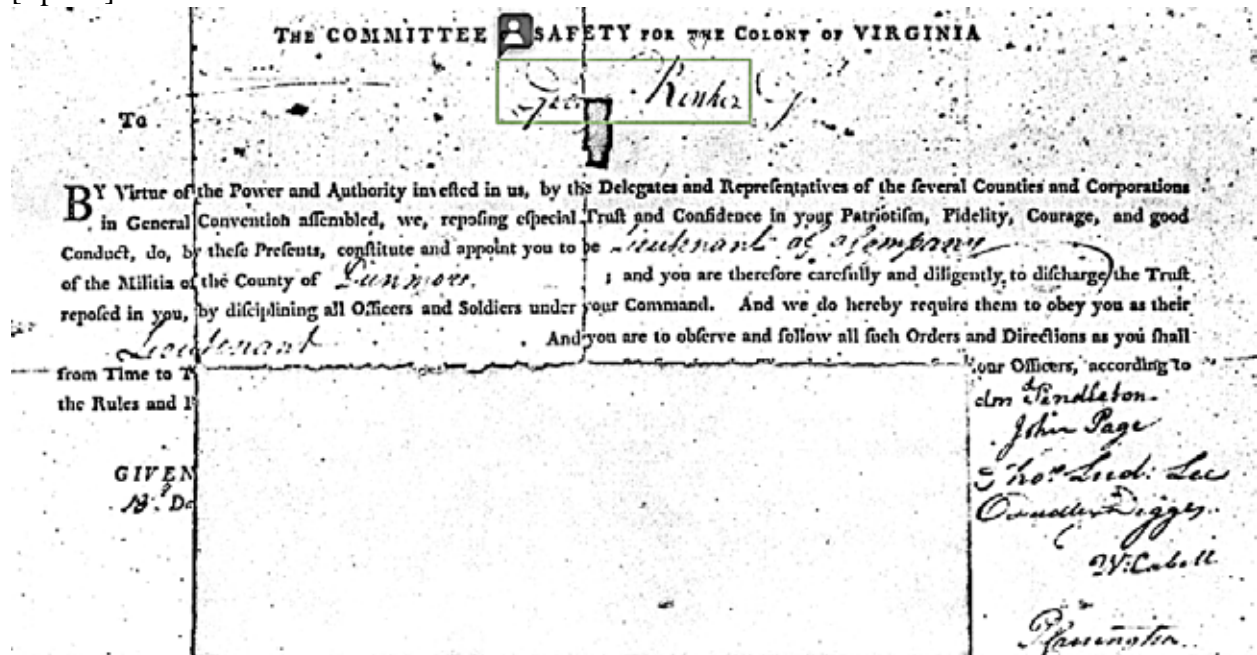 THE COMMITTEE SAFETY FOR THE COLONY OF VIRGINIA
Rinker
To
BY Virtue of the Power and Authority inveſted in us, by the Delegates and Repreſentatives of the ſeveral Counties and Corporations
in General Convention aſſembled, we, repoſing eſpecial Truſt and Confidence in your Patriotiſm, Fidelity, Courage, and good
Conduct, do, by theſe Preſents, conſtitute and appoint you to be Lieutenant of a Company
of the Militia of the County of Dunmore ; and you are therefore carefully and diligently to diſcharge the Truſt
repoſed in you, by diſciplining all Officers and Soldiers under your Command. And we do hereby require them to obey you as their
Lieutenant And you are to obſerve and follow all ſuch Orders and Directions as you ſhall
from Time to T our Officers, according to
the Rules and Pendleton.
John Page
GIVEN Thos. Lud: Lee
18. De Digges.
W: Cabell
P Carrington